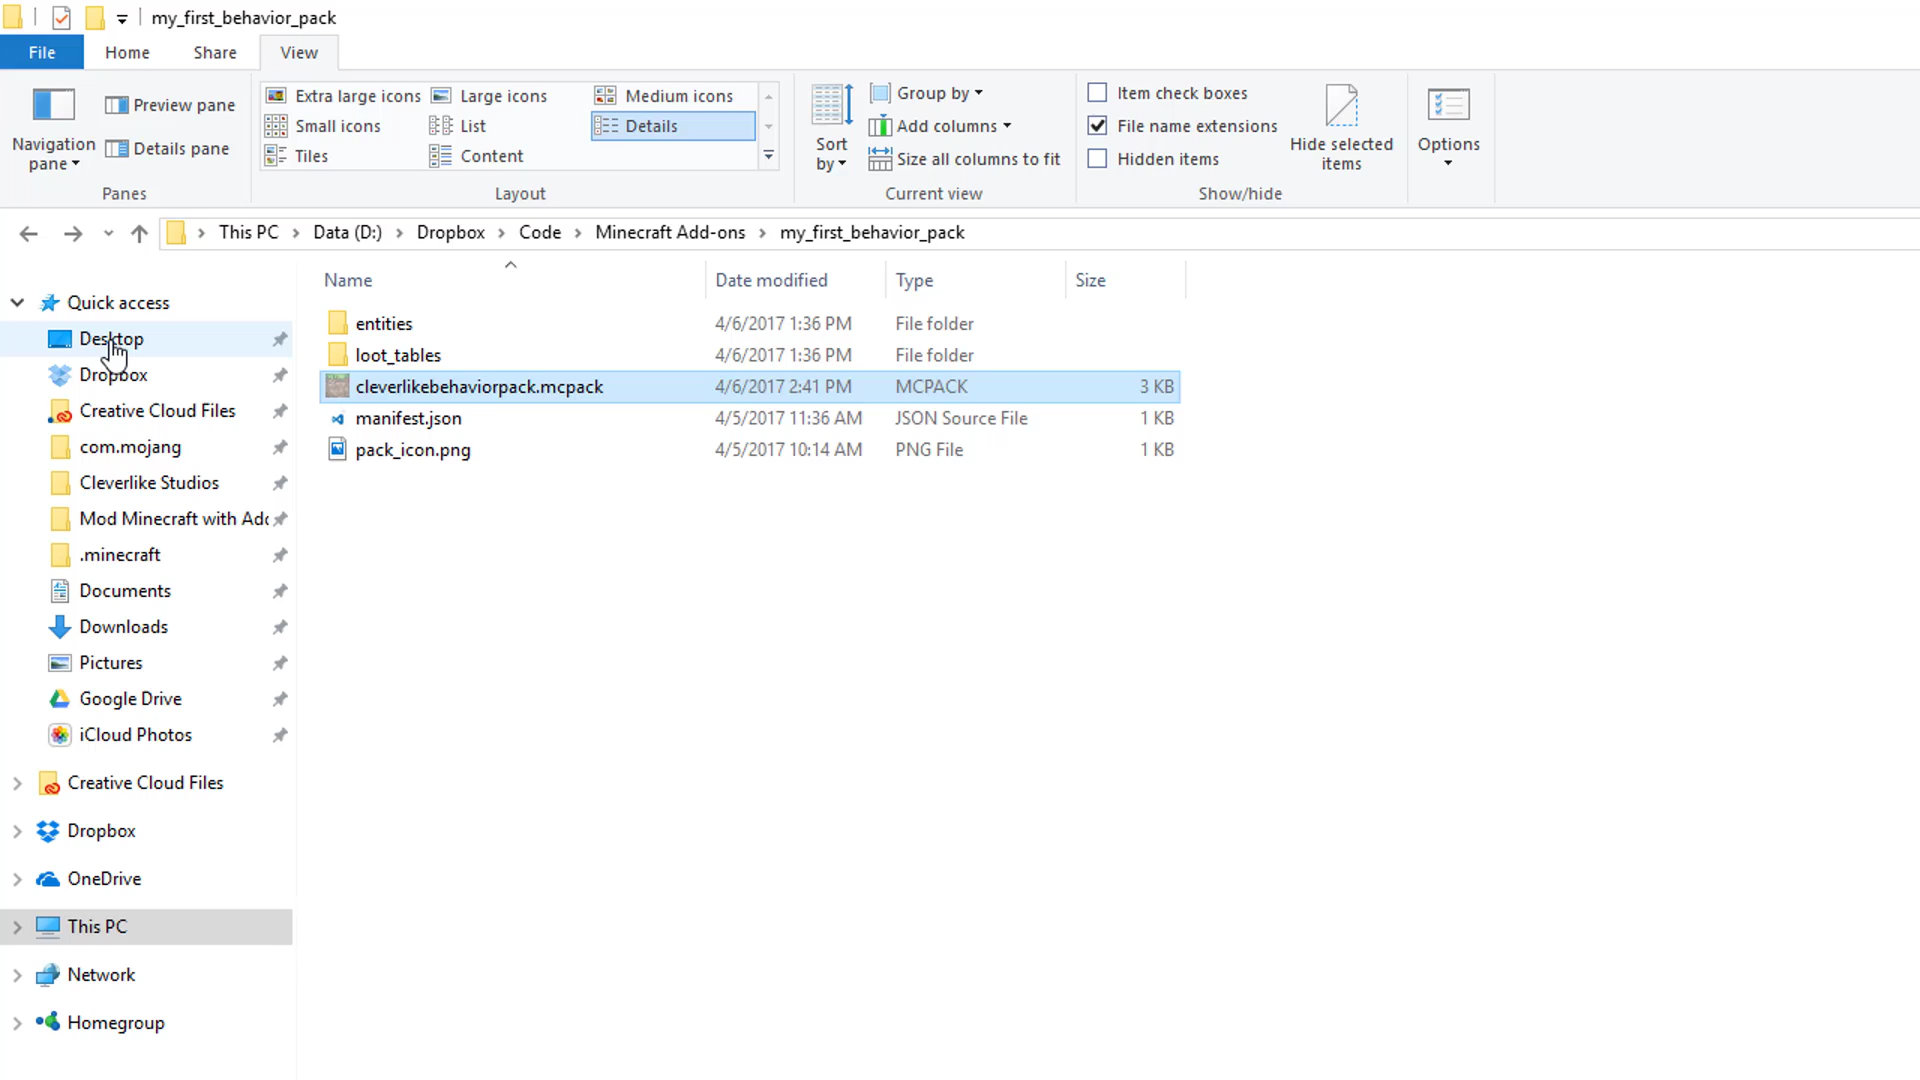 my_first_behavior_pack
File Home Share View
Navigation pane
Preview pane
Details pane
Panes
Extra large icons Large icons Medium icons
Small icons List Details
Tiles Content
Layout
Sort by
Group by
Add columns
Size all columns to fit
Current view
Item check boxes
File name extensions
Hidden items
Hide selected items
Show/hide
Options
This PC > Data (D:) > Dropbox > Code > Minecraft Add-ons > my_first_behavior_pack
Name Date modified Type Size
entities 4/6/2017 1:36 PM File folder
loot_tables 4/6/2017 1:36 PM File folder
cleverlikebehaviorpack.mcpack 4/6/2017 2:41 PM MCPACK 3 KB
manifest.json 4/5/2017 11:36 AM JSON Source File 1 KB
pack_icon.png 4/5/2017 10:14 AM PNG File 1 KB
Quick access
Desktop
Dropbox
Creative Cloud Files
com.mojang
Cleverlike Studios
Mod Minecraft with Add
.minecraft
Documents
Downloads
Pictures
Google Drive
iCloud Photos
Creative Cloud Files
Dropbox
OneDrive
This PC
Network
Homegroup